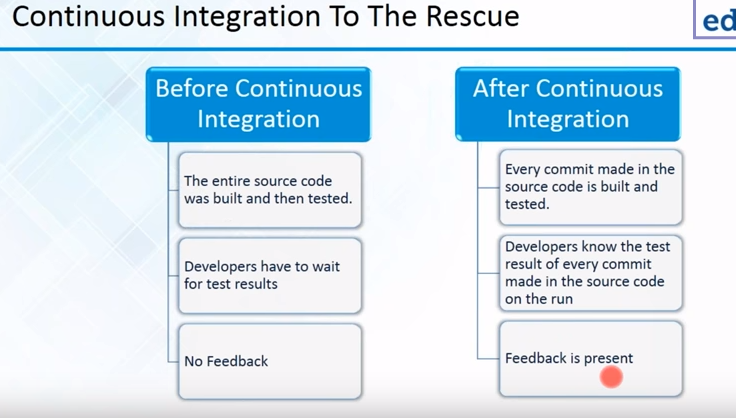 Continuous Integration To The Rescue
ed
Before Continuous
Integration
The entire source code
was built and then tested.
Developers have to wait
for test results
No Feedback
After Continuous
Integration
Every commit made in the
source code is built and
tested.
Developers know the test
result of every commit
made in the source code
on the run
Feedback is present